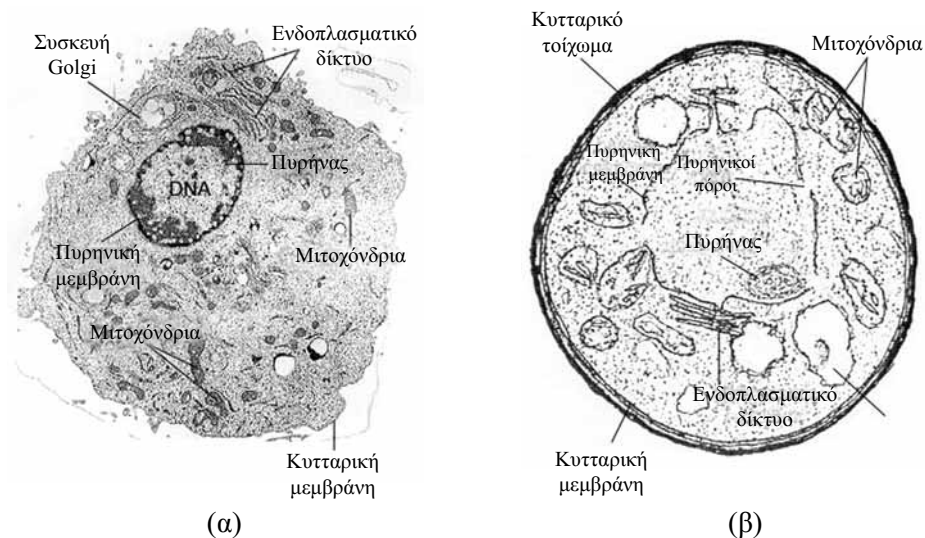 Συσκευή
Golgi
Ενδοπλασματικό
δίκτυο
Πυρήνας
DNA
Πυρηνική
μεμβράνη
Μιτοχόνδρια
Μιτοχόνδρια
Κυτταρική
μεμβράνη
(α)
Κυτταρικό
τοίχωμα
Μιτοχόνδρια
Πυρηνική
μεμβράνη
Πυρηνικοί
πόροι
Πυρήνας
Ενδοπλασματικό
δίκτυο
Κυτταρική
μεμβράνη
(β)